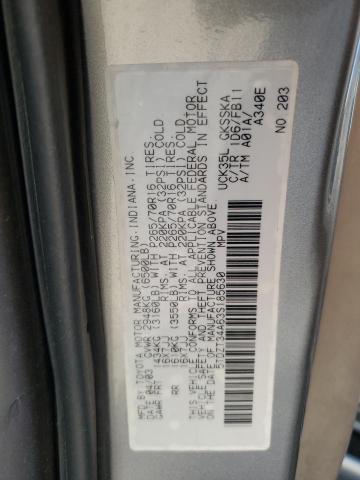 MFD BY TOYOTA MOTOR MANUFACTURING.INDIANA.INC
DATE 04/03 GVWR 2948KG (6500LB)
GAWR FRT 1434KG (3160LB) WITH P265/70R16 TIRES.
16X7JJ RIMS. AT 220KPA (32PSI) COLD
RR 1610KG (3550LB) WITH P265/70R16 TIRES.
16X7JJ RIMS. AT 220KPA (32PSI) COLD
THIS VEHICLE CONFORMS TO ALL APPLICABLE FEDERAL MOTOR
VEHICLE SAFETY AND THEFT PREVENTION STANDARDS IN EFFECT
ON THE DATE OF MANUFACTURE SHOWN ABOVE.
MPV
UCK35L GKSSKA
C/TR 1D6/FB11
A/TM A01A/
A340E
NO 203